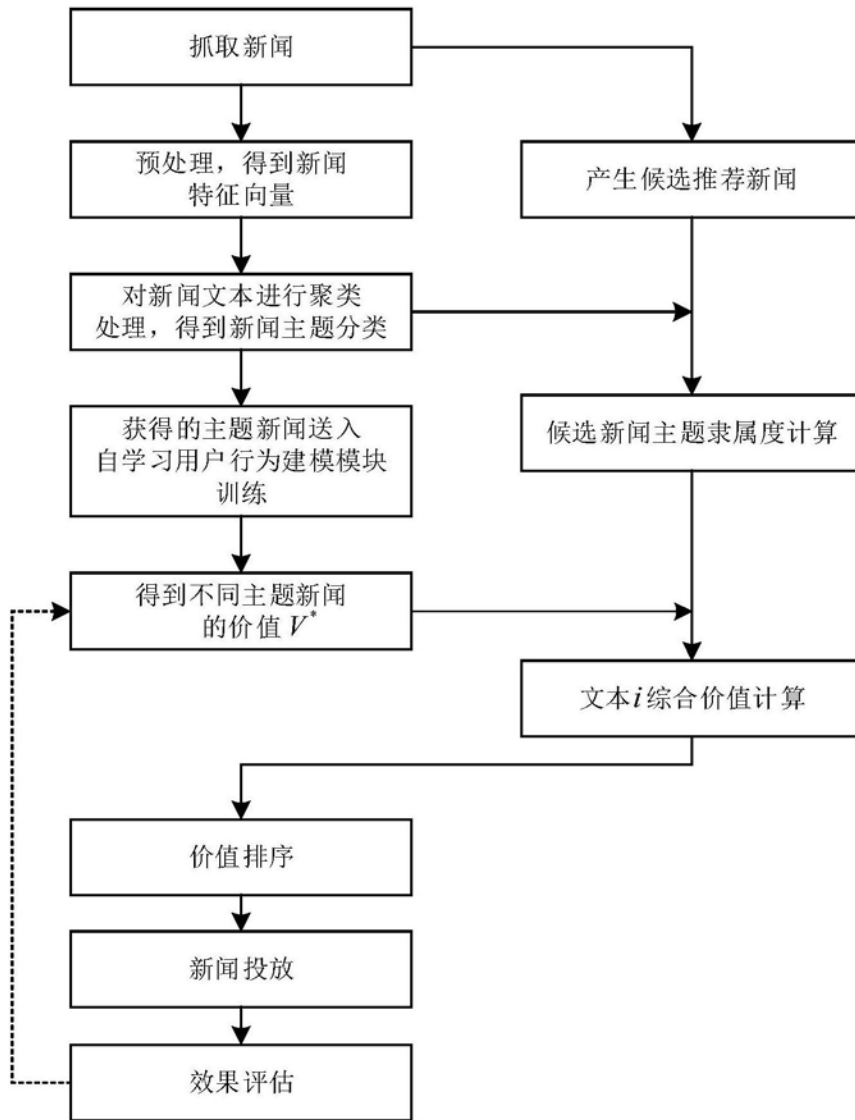 抓取新闻
预处理，得到新闻
特征向量
产生候选推荐新闻
对新闻文本进行聚类
处理，得到新闻主题分类
获得的主题新闻送入
自学习用户行为建模模块
训练
候选新闻主题隶属度计算
得到不同主题新闻
的价值 V*
文本i综合价值计算
价值排序
新闻投放
效果评估